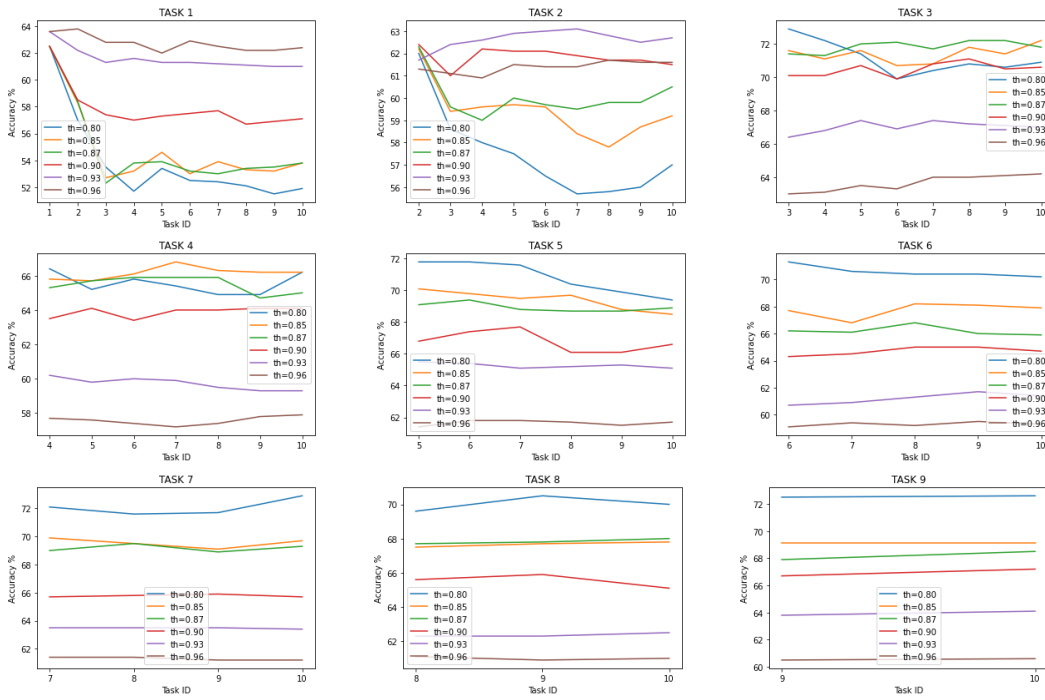 TASK 1
Accuracy %
64
62
60
58
56
54
52
th=0.80
th=0.85
th=0.87
th=0.90
th=0.93
th=0.96
1 2 3 4 5 6 7 8 9 10
Task ID
TASK 2
Accuracy %
63
62
61
60
59
58
57
56
th=0.80
th=0.85
th=0.87
th=0.90
th=0.93
th=0.96
2 3 4 5 6 7 8 9 10
Task ID
TASK 3
Accuracy %
72
70
68
66
64
th=0.80
th=0.85
th=0.87
th=0.90
th=0.93
th=0.96
3 4 5 6 7 8 9 10
Task ID
TASK 4
Accuracy %
66
64
62
60
58
th=0.80
th=0.85
th=0.87
th=0.90
th=0.93
th=0.96
4 5 6 7 8 9 10
Task ID
TASK 5
Accuracy %
72
70
68
66
64
62
th=0.80
th=0.85
th=0.87
th=0.90
th=0.93
th=0.96
5 6 7 8 9 10
Task ID
TASK 6
Accuracy %
70
68
66
64
62
60
th=0.80
th=0.85
th=0.87
th=0.90
th=0.93
th=0.96
6 7 8 9 10
Task ID
TASK 7
Accuracy %
72
70
68
66
64
62
th=0.80
th=0.85
th=0.87
th=0.90
th=0.93
th=0.96
7 8 9 10
Task ID
TASK 8
Accuracy %
70
68
66
64
62
th=0.80
th=0.85
th=0.87
th=0.90
th=0.93
th=0.96
8 9 10
Task ID
TASK 9
Accuracy %
72
70
68
66
64
62
60
th=0.80
th=0.85
th=0.87
th=0.90
th=0.93
th=0.96
9 10
Task ID